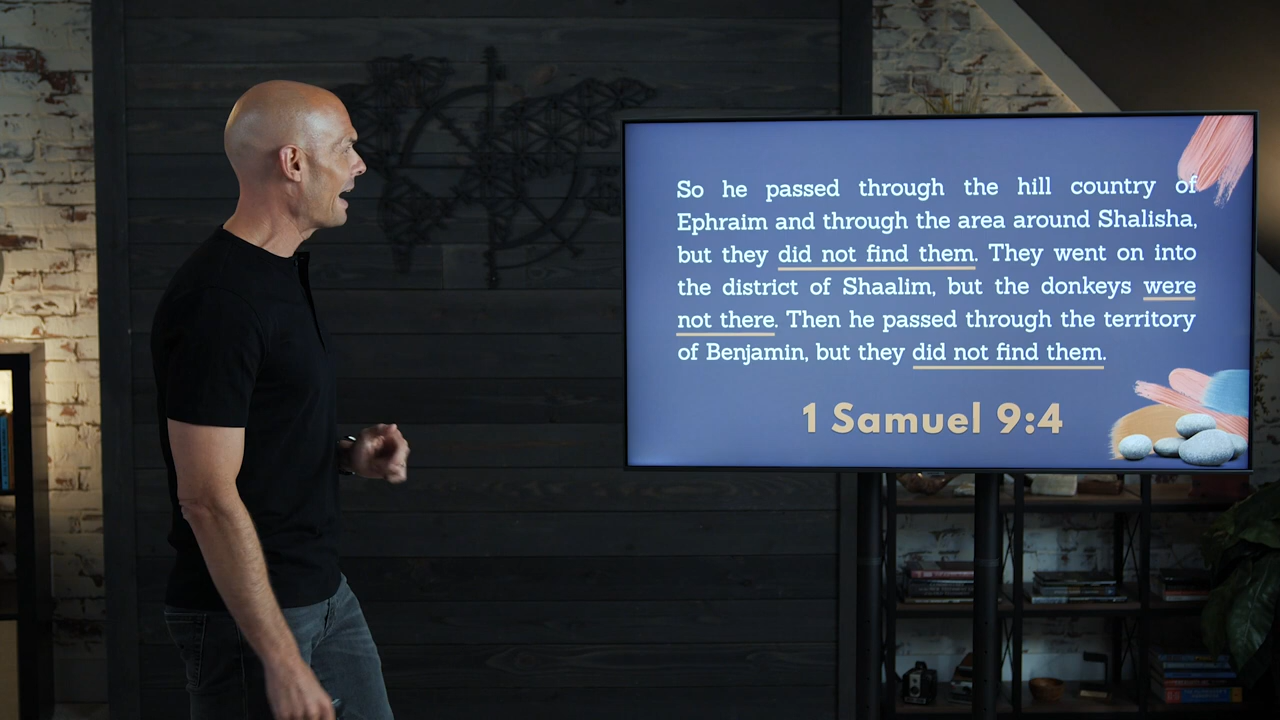 So he passed through the hill country of
Ephraim and through the area around Shalisha,
but they did not find them. They went on into
the district of Shaalim, but the donkeys were
not there. Then he passed through the territory
of Benjamin, but they did not find them.
1 Samuel 9:4